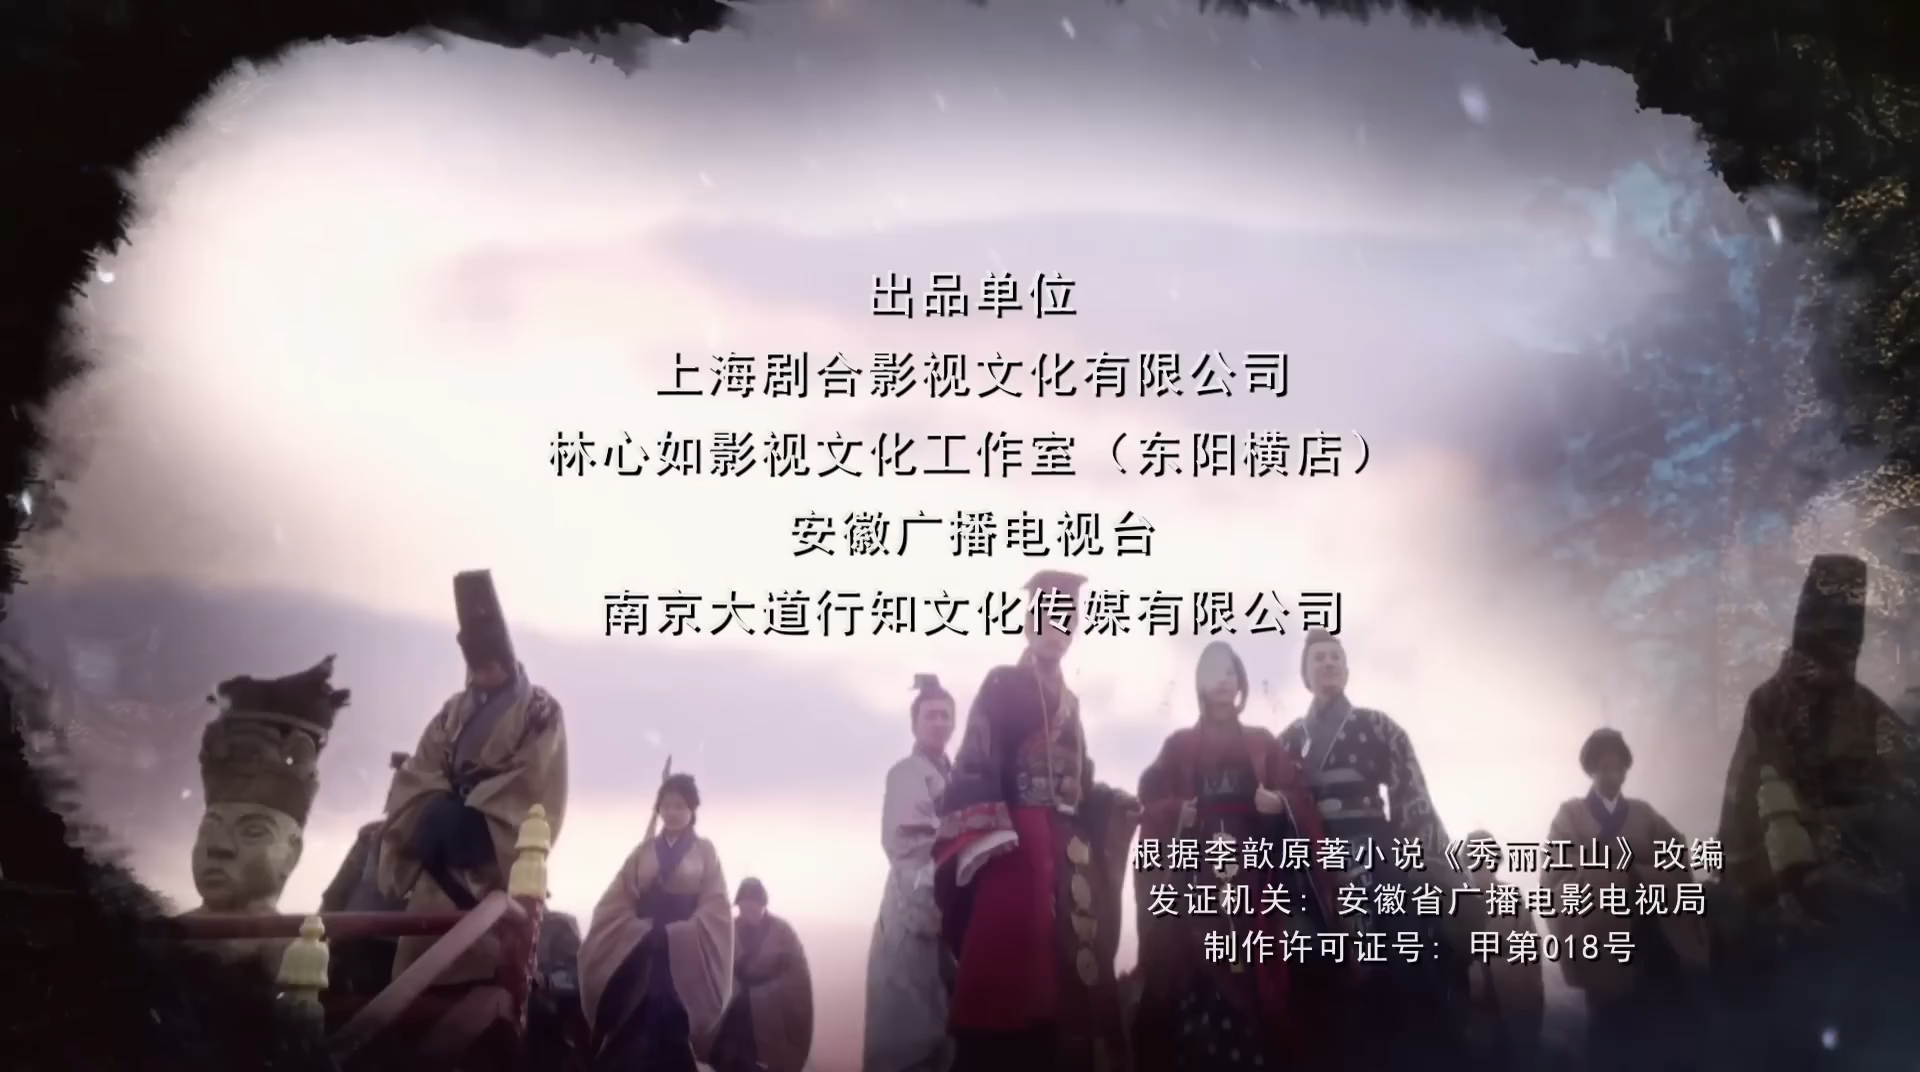 出品单位
上海剧合影视文化有限公司
林心如影视文化工作室（东阳横店）
安徽广播电视台
南京大道行知文化传媒有限公司
根据李歆原著小说《秀丽江山》改编
发证机关：安徽省广播电影电视局
制作许可证号：甲第018号